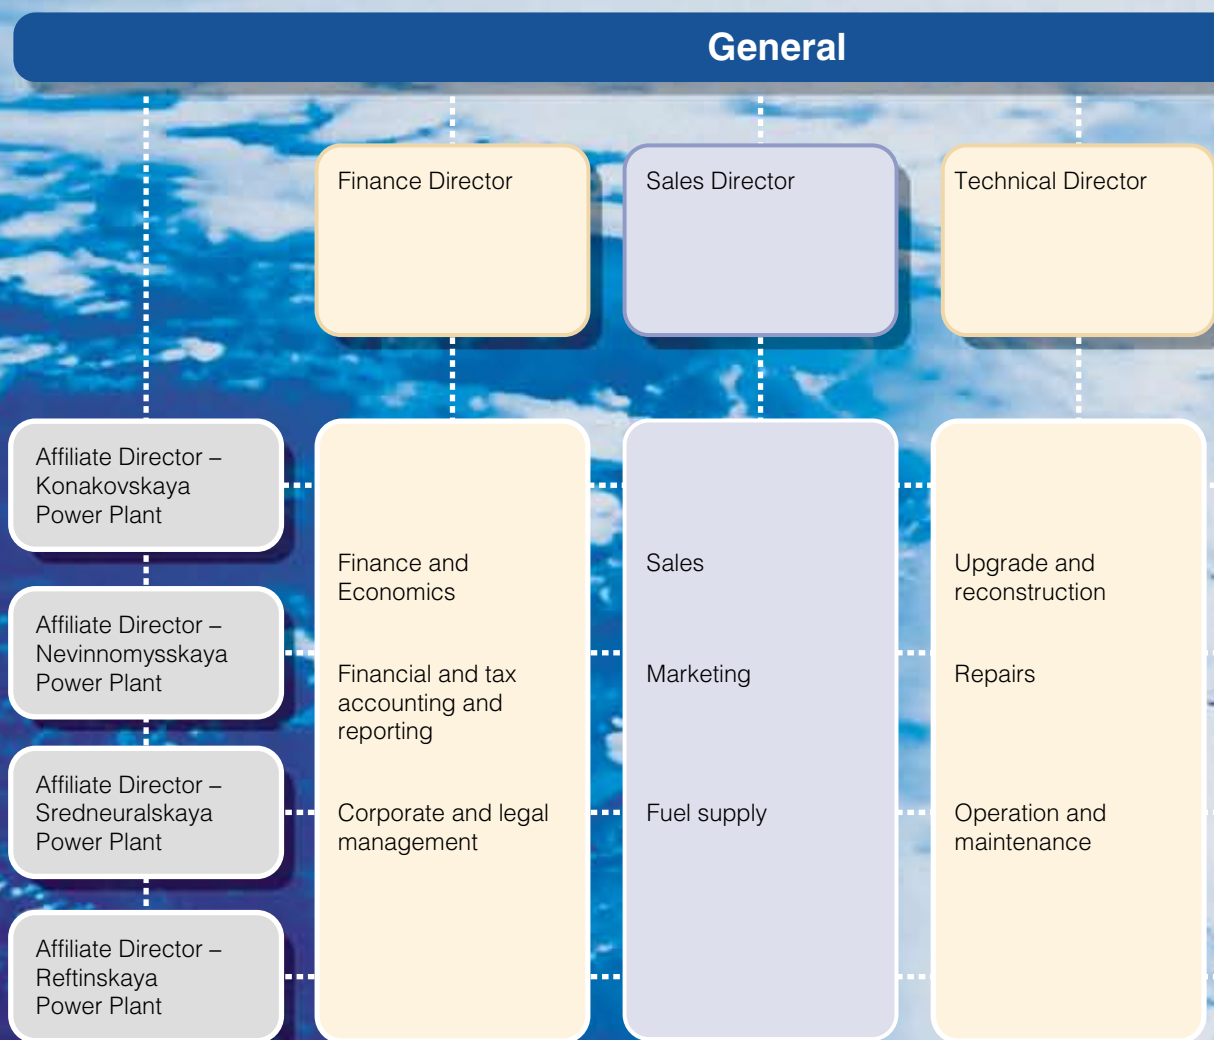 General
Finance Director
Sales Director
Technical Director
Affiliate Director –
Konakovskaya
Power Plant
Affiliate Director –
Nevinnomysskaya
Power Plant
Affiliate Director –
Sredneuralskaya
Power Plant
Affiliate Director –
Reftinskaya
Power Plant
Finance and
Economics
Financial and tax
accounting and
reporting
Corporate and legal
management
Sales
Marketing
Fuel supply
Upgrade and
reconstruction
Repairs
Operation and
maintenance